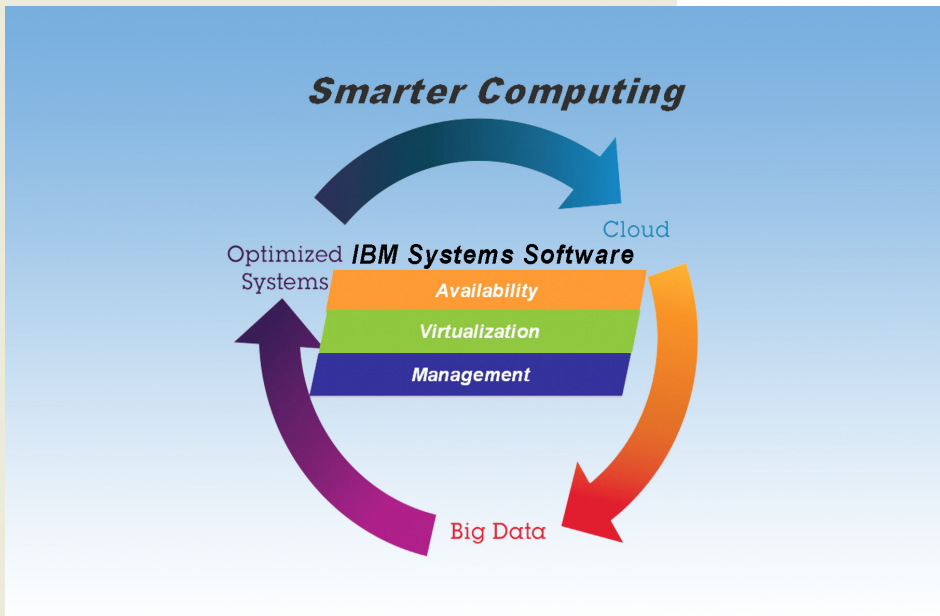 Smarter Computing
Cloud
Optimized
Systems
IBM Systems Software
Availability
Virtualization
Management
Big Data